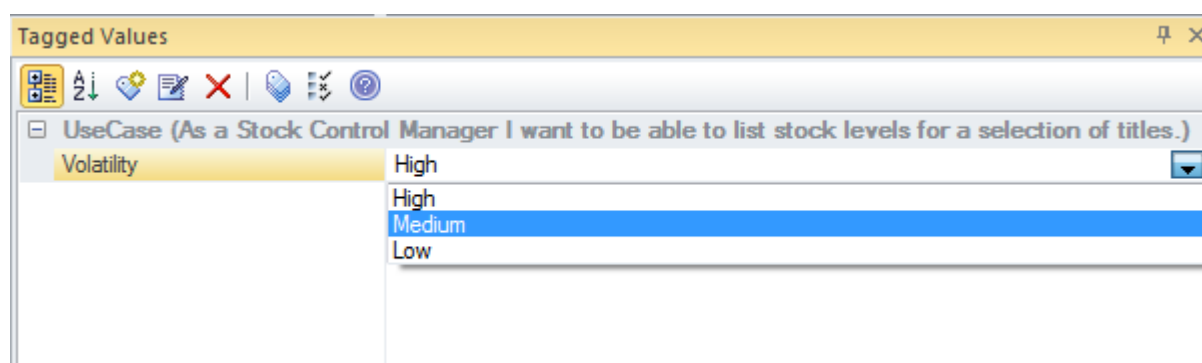 Tagged Values
UseCase (As a Stock Control Manager I want to be able to list stock levels for a selection of titles.)
Volatility High
High
Medium
Low